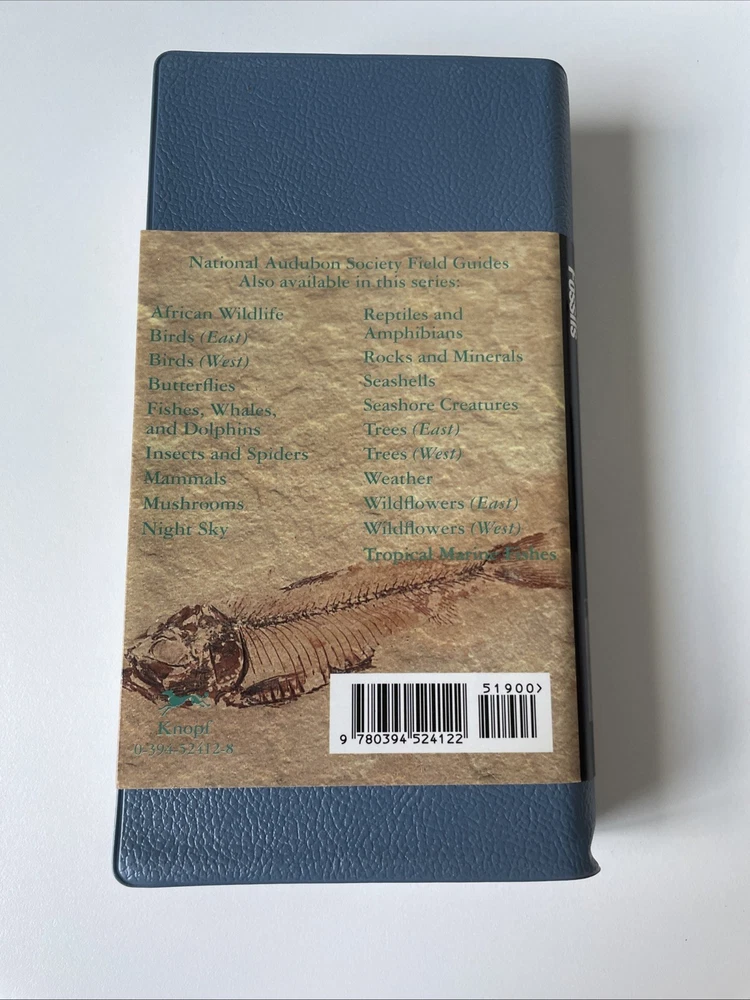 National Audubon Society Field Guides
Also available in this series:
African Wildlife
Birds (East)
Birds (West)
Butterflies
Fishes, Whales,
and Dolphins
Insects and Spiders
Mammals
Mushrooms
Night Sky
Reptiles and
Amphibians
Rocks and Minerals
Seashells
Seashore Creatures
Trees (East)
Trees (West)
Weather
Wildflowers (East)
Wildflowers (West)
Tropical Marine Fishes
Knopf
0-394-52412-8
51900>
9 780394 524122
Fossils